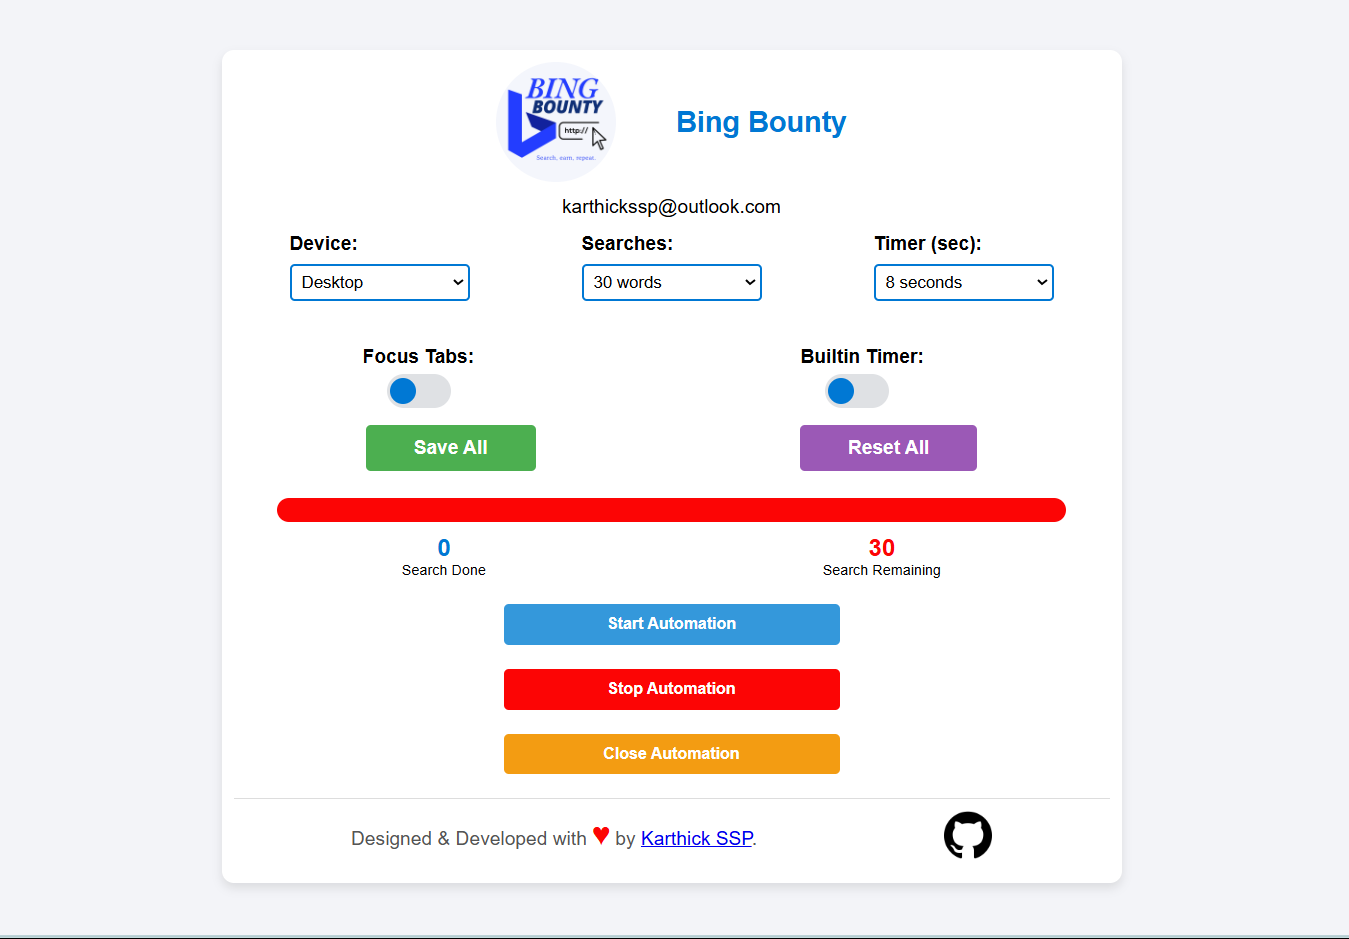 BING
BOUNTY
http://
Search, earn, repeat.
Bing Bounty
karthickssp@outlook.com
Device: Searches: Timer (sec):
Desktop 30 words 8 seconds
Focus Tabs: Builtin Timer:
Save All Reset All
0 30
Search Done Search Remaining
Start Automation
Stop Automation
Close Automation
Designed & Developed with ♥ by Karthick SSP.